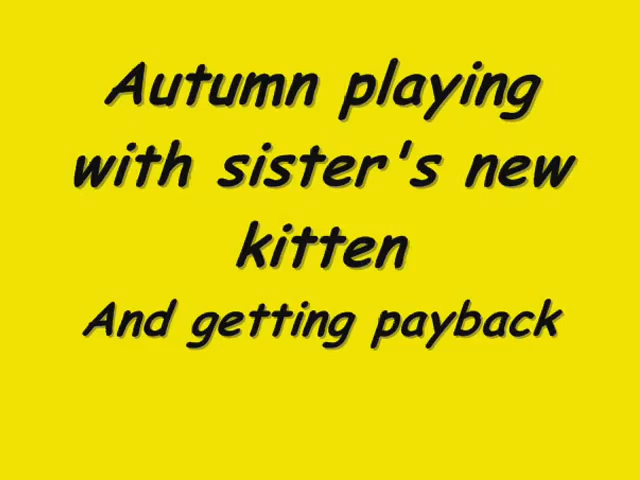 Autumn playing
with sister's new
kitten
And getting payback